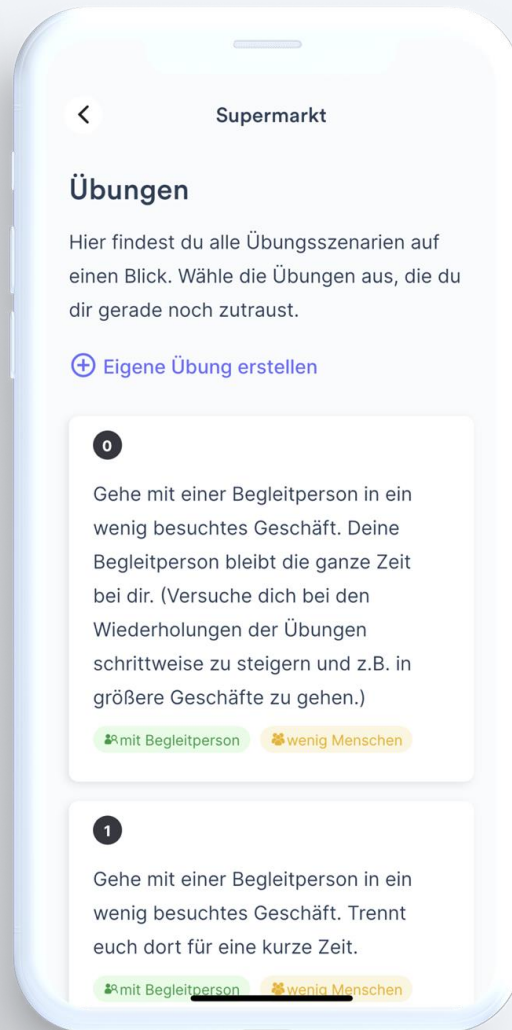 Supermarkt
Übungen
Hier findest du alle Übungsszenarien auf
einen Blick. Wähle die Übungen aus, die du
dir gerade noch zutraust.
Eigene Übung erstellen
0
Gehe mit einer Begleitperson in ein
wenig besuchtes Geschäft. Deine
Begleitperson bleibt die ganze Zeit
bei dir. (Versuche dich bei den
Wiederholungen der Übungen
schrittweise zu steigern und z.B. in
größere Geschäfte zu gehen.)
mit Begleitperson wenig Menschen
1
Gehe mit einer Begleitperson in ein
wenig besuchtes Geschäft. Trennt
euch dort für eine kurze Zeit.
mit Begleitperson wenig Menschen